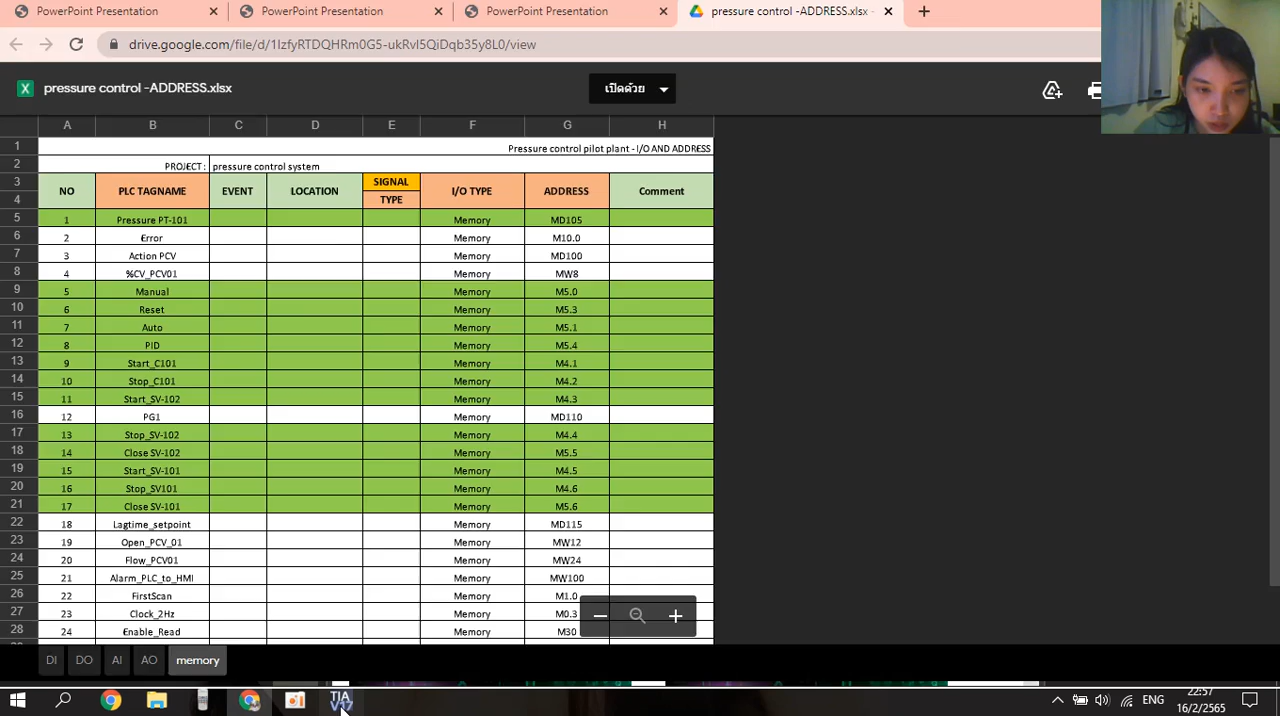 PowerPoint Presentation
PowerPoint Presentation
PowerPoint Presentation
pressure control -ADDRESS.xlsx -
drive.google.com/file/d/1IzfyRTDQHRm0G5-ukRvl5QiDqb35y8L0/view
pressure control -ADDRESS.xlsx
เปิดด้วย
A B C D E F G H
1 Pressure control pilot plant - I/O AND ADDRESS
2 PROJECT : pressure control system
3 NO PLC TAGNAME EVENT LOCATION SIGNAL I/O TYPE ADDRESS Comment
4 TYPE
5 1 Pressure PT-101 Memory MD105
6 2 Error Memory M10.0
7 3 Action PCV Memory MD100
8 4 %CV_PCV01 Memory MW8
9 5 Manual Memory M5.0
10 6 Reset Memory M5.3
11 7 Auto Memory M5.1
12 8 PID Memory M5.4
13 9 Start_C101 Memory M4.1
14 10 Stop_C101 Memory M4.2
15 11 Start_SV-102 Memory M4.3
16 12 PG1 Memory MD110
17 13 Stop_SV-102 Memory M4.4
18 14 Close SV-102 Memory M5.5
19 15 Start_SV-101 Memory M4.5
20 16 Stop_SV101 Memory M4.6
21 17 Close SV-101 Memory M5.6
22 18 Lagtime_setpoint Memory MD115
23 19 Open_PCV_01 Memory MW12
24 20 Flow_PCV01 Memory MW24
25 21 Alarm_PLC_to_HMI Memory MW100
26 22 FirstScan Memory M1.0
27 23 Clock_2Hz Memory M0.3
28 24 Enable_Read Memory M30
DI DO AI AO memory
TIA
V17
ENG
22:57
16/2/2565